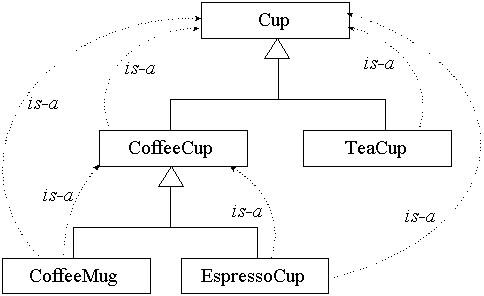 Cup
is-a
is-a
is-a
CoffeeCup
TeaCup
is-a
is-a
is-a
CoffeeMug
EspressoCup